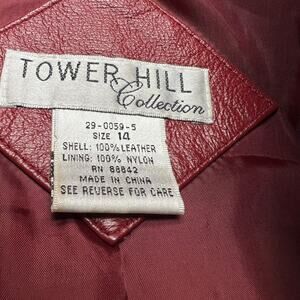 TOWER HILL
Collection
29-0059-5
SIZE 14
SHELL: 100% LEATHER
LINING: 100% NYLON
RN 88842
MADE IN CHINA
SEE REVERSE FOR CARE